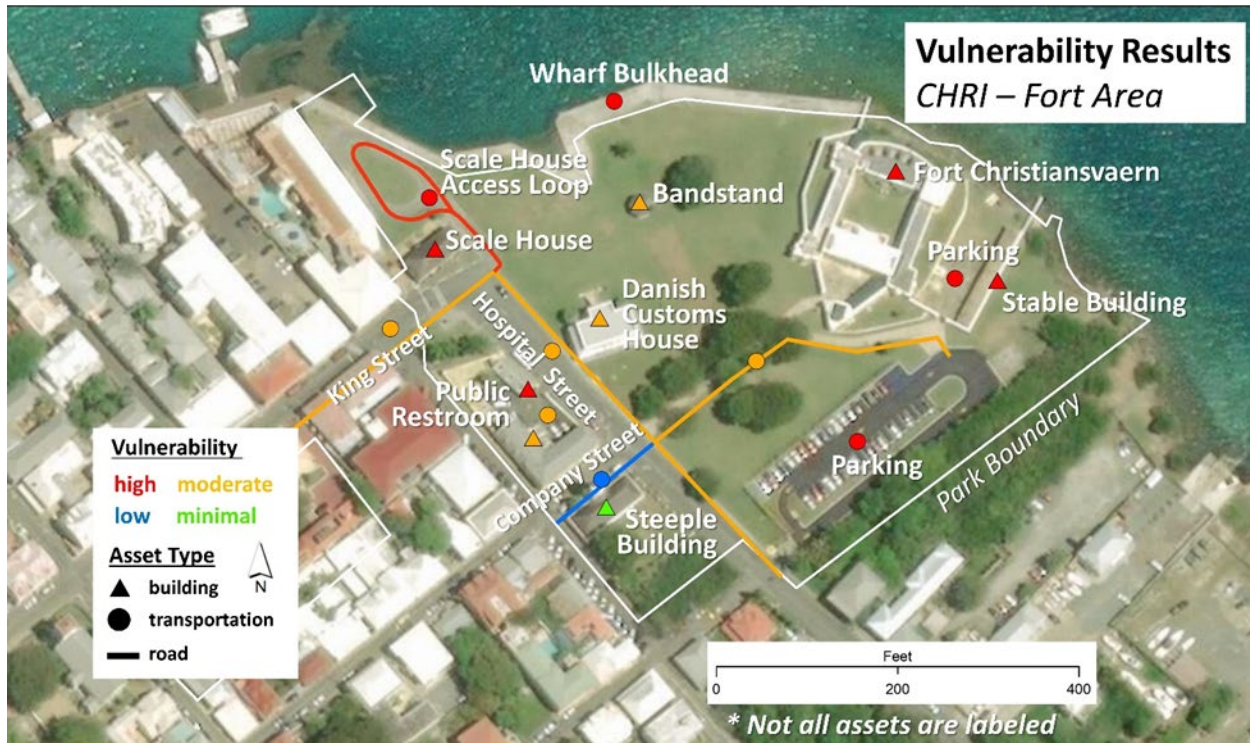 Vulnerability Results
CHRI – Fort Area
Wharf Bulkhead
Scale House
Access Loop
Bandstand
Fort Christiansvaern
Scale House
Parking
Stable Building
Danish
Customs
House
Hospital Street
King Street
Public
Restroom
Company Street
Parking
Park Boundary
Steeple
Building
Vulnerability
high moderate
low minimal
Asset Type
N
building
transportation
road
Feet
0 200 400
* Not all assets are labeled